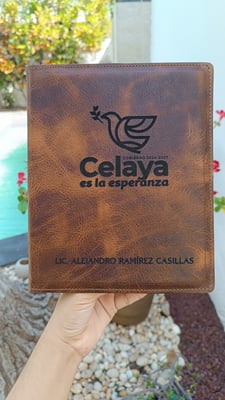 GOBIERNO 2024-2027
Celaya
es la esperanza
LIC. ALEJANDRO RAMÍREZ CASILLAS